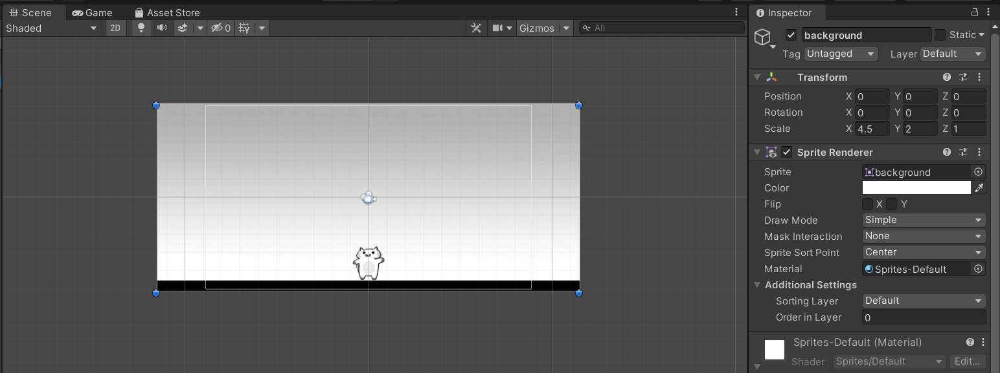 Scene Game Asset Store
Shaded 2D 0 Gizmos All
Inspector
background Static
Tag Untagged Layer Default
Transform
Position X 0 Y 0 Z 0
Rotation X 0 Y 0 Z 0
Scale X 4.5 Y 2 Z 1
Sprite Renderer
Sprite background
Color
Flip X Y
Draw Mode Simple
Mask Interaction None
Sprite Sort Point Center
Material Sprites-Default
Additional Settings
Sorting Layer Default
Order in Layer 0
Sprites-Default (Material)
Shader Sprites/Default Edit...